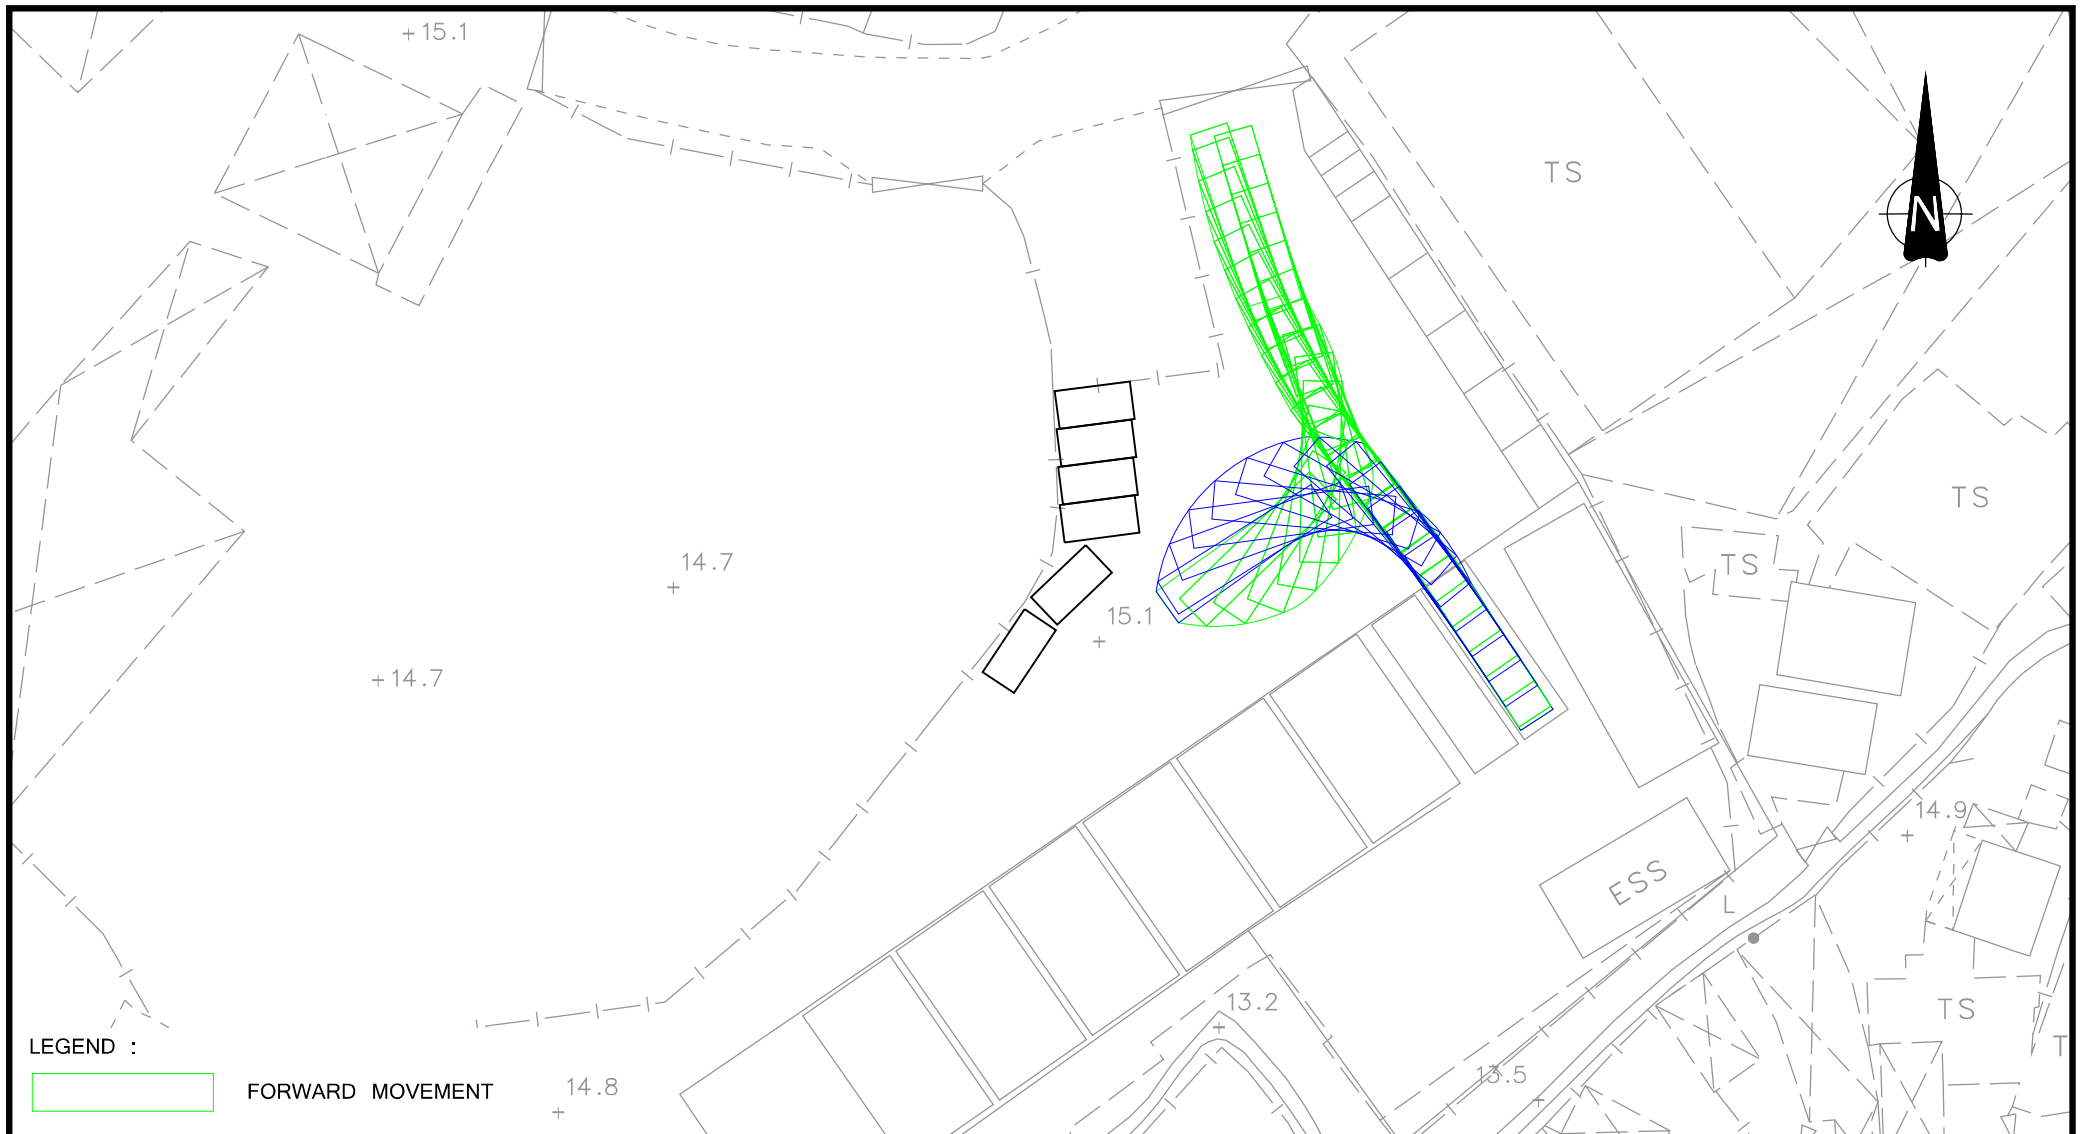 15.1
TS
N
TS
14.7
TS
15.1
14.7
14.9
ESS
L
13.2
TS
T
LEGEND :
13.5
14.8
FORWARD MOVEMENT